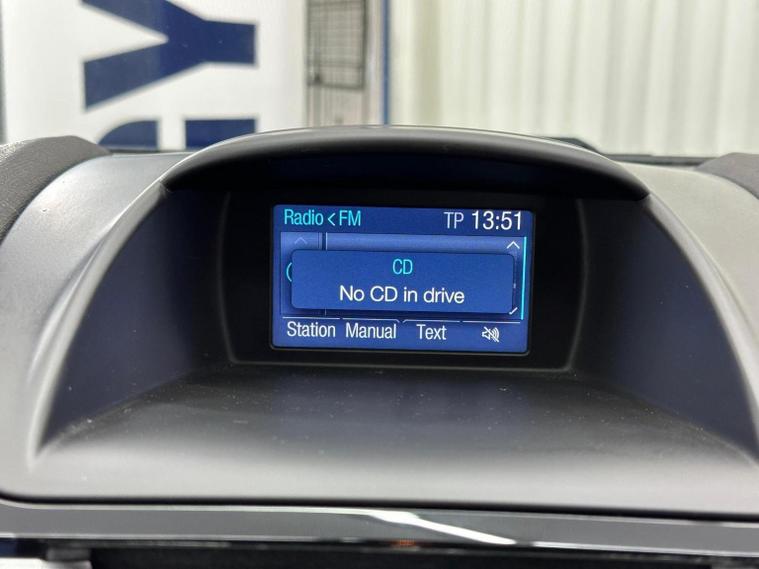 Radio < FM TP 13:51
CD
No CD in drive
Station Manual Text